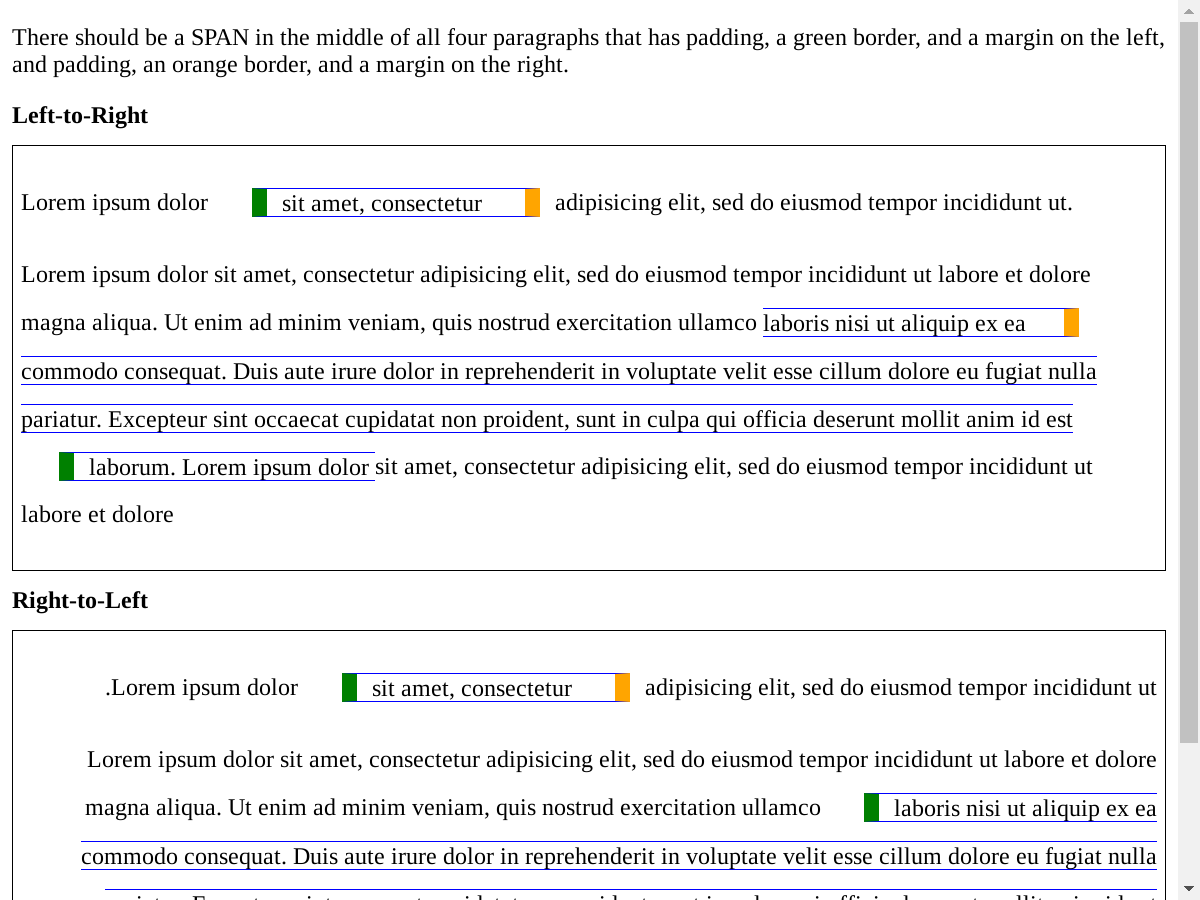 There should be a SPAN in the middle of all four paragraphs that has padding, a green border, and a margin on the left,
and padding, an orange border, and a margin on the right.
Left-to-Right
Lorem ipsum dolor sit amet, consectetur adipisicing elit, sed do eiusmod tempor incididunt ut.
Lorem ipsum dolor sit amet, consectetur adipisicing elit, sed do eiusmod tempor incididunt ut labore et dolore
magna aliqua. Ut enim ad minim veniam, quis nostrud exercitation ullamco laboris nisi ut aliquip ex ea
commodo consequat. Duis aute irure dolor in reprehenderit in voluptate velit esse cillum dolore eu fugiat nulla
pariatur. Excepteur sint occaecat cupidatat non proident, sunt in culpa qui officia deserunt mollit anim id est
laborum. Lorem ipsum dolor sit amet, consectetur adipisicing elit, sed do eiusmod tempor incididunt ut
labore et dolore
Right-to-Left
.Lorem ipsum dolor sit amet, consectetur adipisicing elit, sed do eiusmod tempor incididunt ut
Lorem ipsum dolor sit amet, consectetur adipisicing elit, sed do eiusmod tempor incididunt ut labore et dolore
magna aliqua. Ut enim ad minim veniam, quis nostrud exercitation ullamco laboris nisi ut aliquip ex ea
commodo consequat. Duis aute irure dolor in reprehenderit in voluptate velit esse cillum dolore eu fugiat nulla